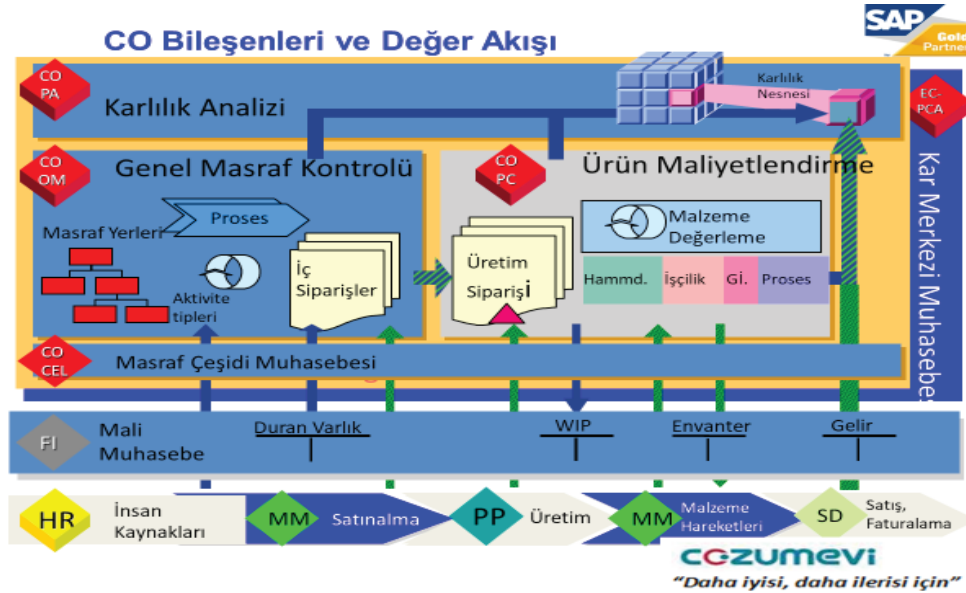 CO Bileşenleri ve Değer Akışı
SAP
Gold
Partner
CO
PA
Karlılık Analizi
Karlılık
Nesnesi
EC-
PCA
CO
OM
Genel Masraf Kontrolü
CO
PC
Ürün Maliyetlendirme
Kar Merkezi Muhasebes
Proses
Masraf Yerleri
Aktivite
tipleri
İç
Siparişler
Üretim
Siparişi
Malzeme
Değerleme
Hammd.
İşçilik
Gİ.
Proses
CO
CEL
Masraf Çeşidi Muhasebesi
FI
Mali
Muhasebe
Duran Varlık
WIP
Envanter
Gelir
HR
İnsan
Kaynakları
MM
Satınalma
PP
Üretim
MM
Malzeme
Hareketleri
SD
Satış,
Faturalama
cozumevi
“Daha iyisi, daha ilerisi için”